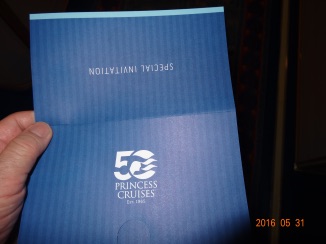 SPECIAL INVITATION
50
PRINCESS
CRUISES
Est. 1965
2016 05 31